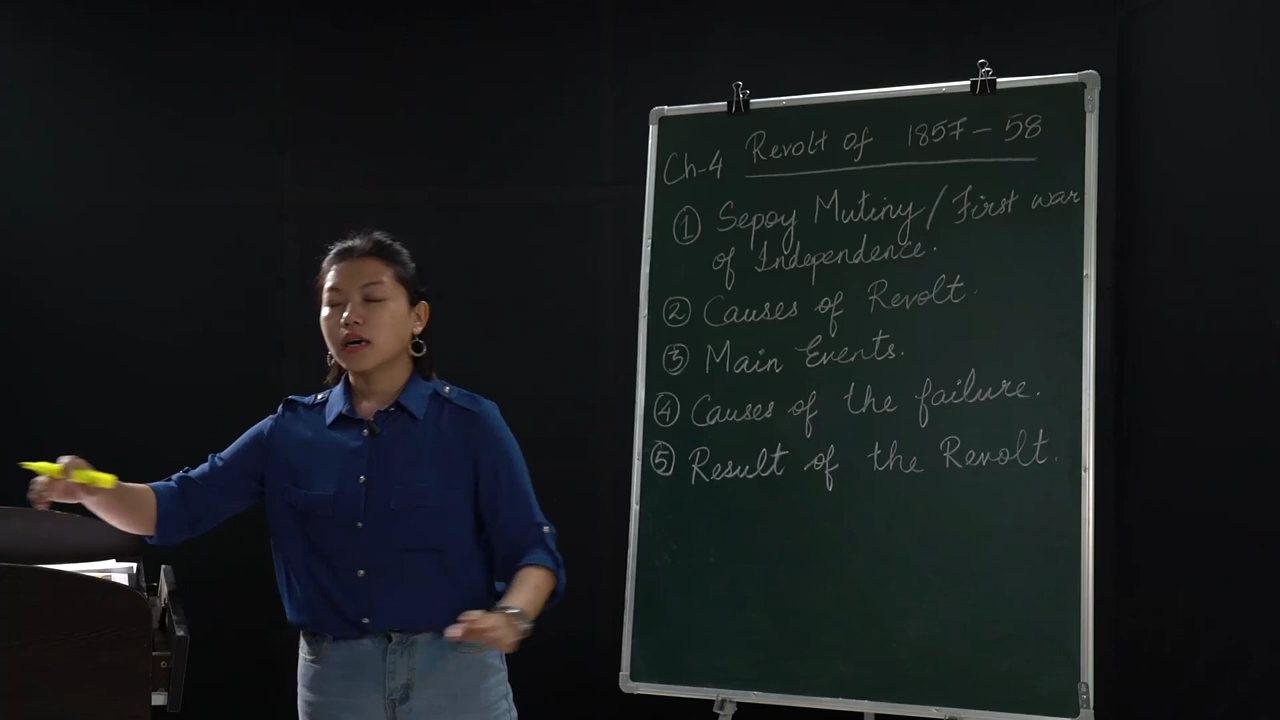 Ch-4 Revolt of 1857-58
① Sepoy Mutiny / First war
of Independence.
② Causes of Revolt.
③ Main Events.
④ Causes of the failure.
⑤ Result of the Revolt.